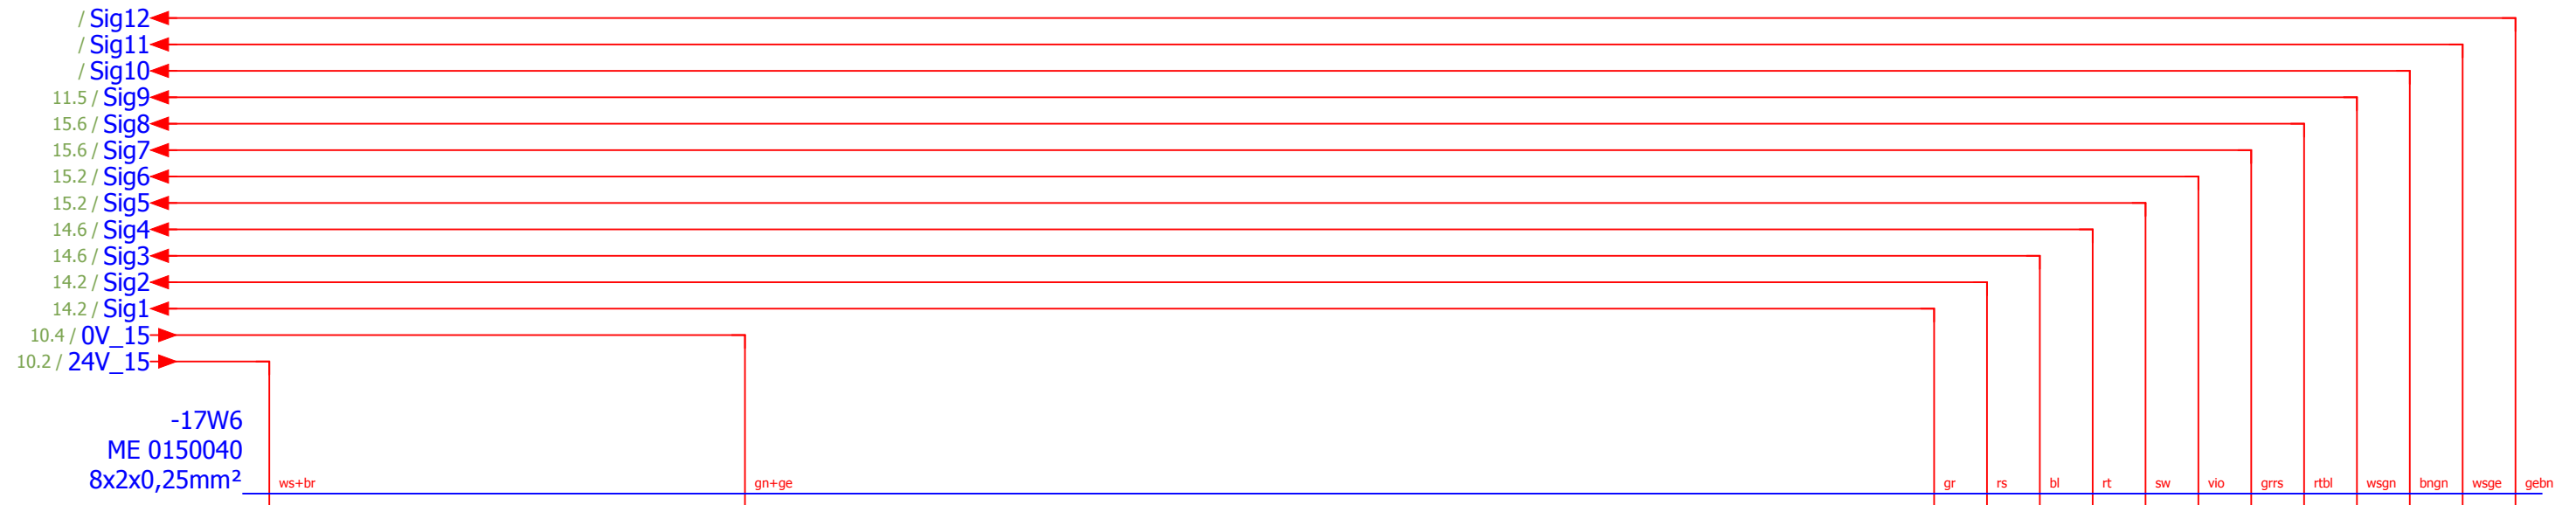 / Sig12
/ Sig11
/ Sig10
11.5 / Sig9
15.6 / Sig8
15.6 / Sig7
15.2 / Sig6
15.2 / Sig5
14.6 / Sig4
14.6 / Sig3
14.2 / Sig2
14.2 / Sig1
10.4 / 0V_15
10.2 / 24V_15
-17W6
ME 0150040
8x2x0,25mm²
ws+br gn+ge gr rs bl rt sw vio grrs rtbl wsgn bngn wsge gebn